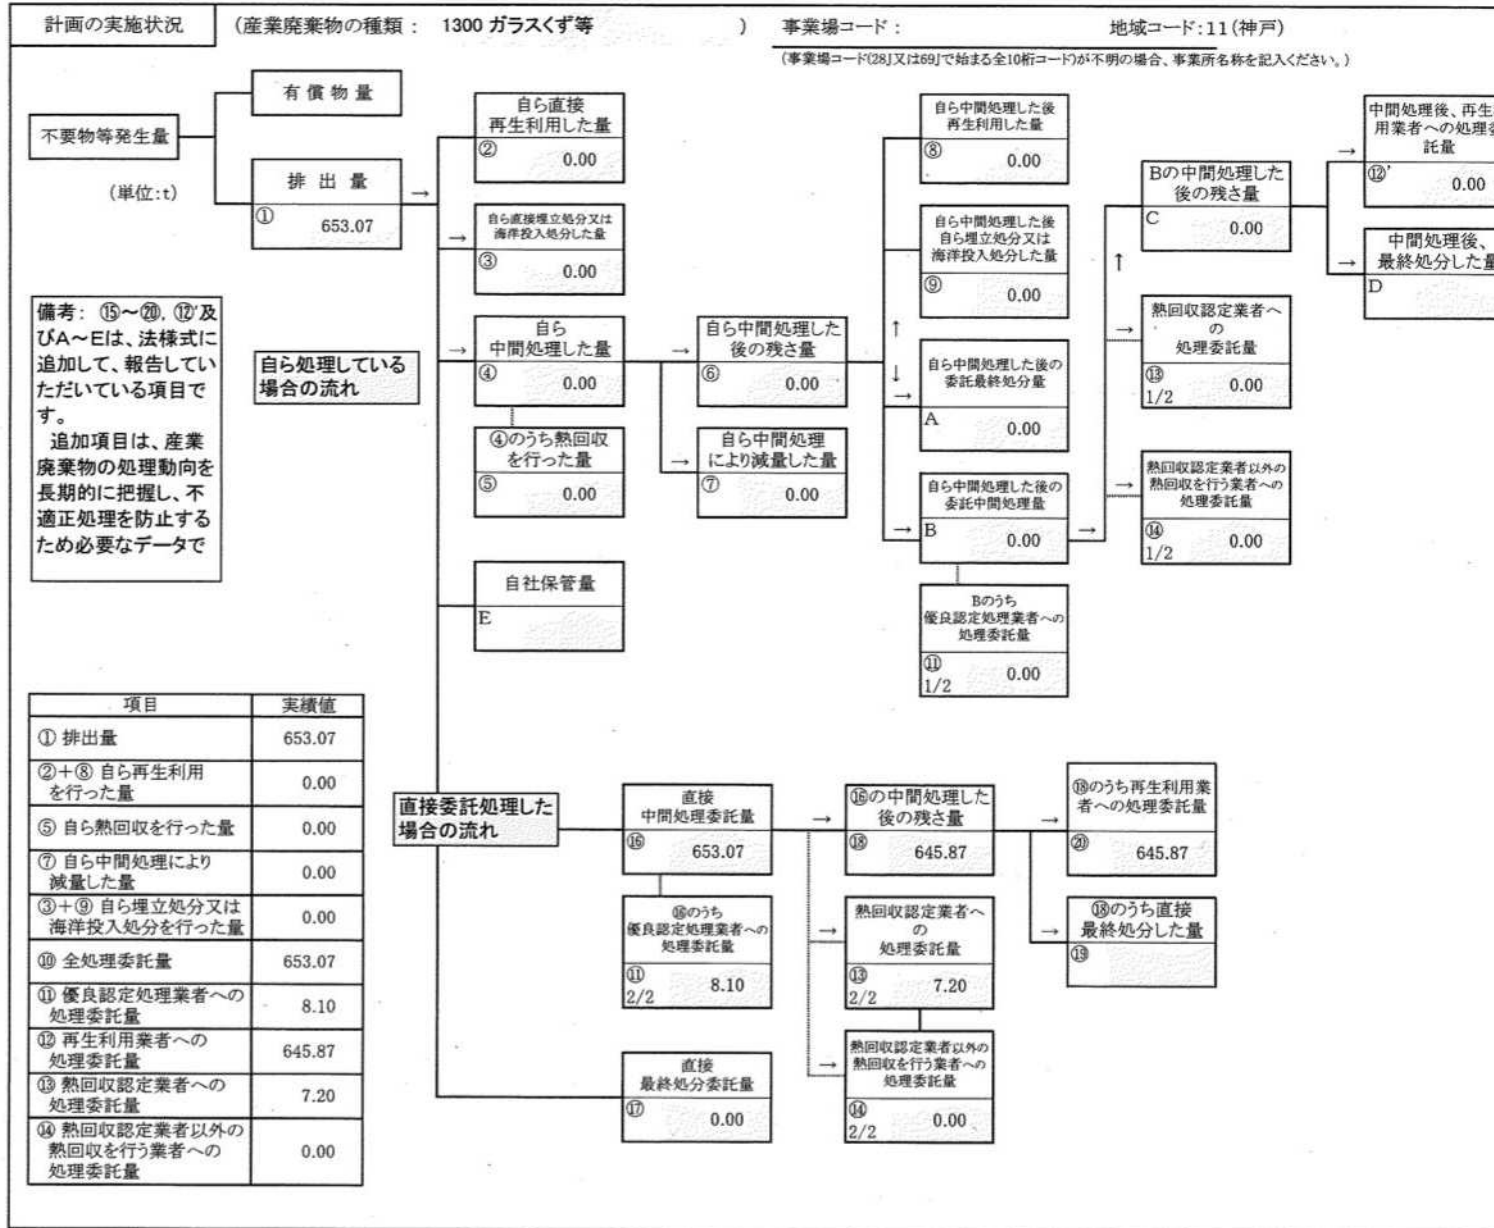 計画の実施状況
(産業廃棄物の種類: 1300 ガラスくず等 )
事業場コード:
地域コード:11(神戸)
(事業場コード(「28」又は「69」で始まる全10桁コード)が不明の場合、事業所名称を記入ください。)
不要物等発生量
(単位:t)
有償物量
排出量
① 653.07
自ら直接
再生利用した量
② 0.00
自ら直接埋立処分又は
海洋投入処分した量
③ 0.00
自ら
中間処理した量
④ 0.00
④のうち熱回収
を行った量
⑤ 0.00
自社保管量
E
自ら中間処理した
後の残さ量
⑥ 0.00
自ら中間処理
により減量した量
⑦ 0.00
自ら中間処理した後
再生利用した量
⑧ 0.00
自ら中間処理した後
自ら埋立処分又は
海洋投入処分した量
⑨ 0.00
自ら中間処理した後の
委託最終処分量
A 0.00
自ら中間処理した後の
委託中間処理量
B 0.00
Bのうち
優良認定処理業者への
処理委託量
⑪
1/2 0.00
Bの中間処理した
後の残さ量
C 0.00
熱回収認定業者へ
の
処理委託量
⑬
1/2 0.00
熱回収認定業者以外の
熱回収を行う業者への
処理委託量
⑭
1/2 0.00
中間処理後、再生
用業者への処理委
託量
⑫' 0.00
中間処理後、
最終処分した量
D
備考: ⑮~⑳, ⑫'及
びA~Eは、法様式に
追加して、報告してい
ただいている項目で
す。
追加項目は、産業
廃棄物の処理動向を
長期的に把握し、不
適正処理を防止する
ため必要なデータで
自ら処理している
場合の流れ
項目 実績値
① 排出量 653.07
②+⑧ 自ら再生利用
を行った量 0.00
⑤ 自ら熱回収を行った量 0.00
⑦ 自ら中間処理により
減量した量 0.00
③+⑨ 自ら埋立処分又は
海洋投入処分を行った量 0.00
⑩ 全処理委託量 653.07
⑪ 優良認定処理業者への
処理委託量 8.10
⑫ 再生利用業者への
処理委託量 645.87
⑬ 熱回収認定業者への
処理委託量 7.20
⑭ 熱回収認定業者以外の
熱回収を行う業者への
処理委託量 0.00
直接委託処理した
場合の流れ
直接
中間処理委託量
⑯ 653.07
⑯のうち
優良認定処理業者への
処理委託量
⑪
2/2 8.10
直接
最終処分委託量
⑰ 0.00
⑯の中間処理した
後の残さ量
⑱ 645.87
熱回収認定業者へ
の
処理委託量
⑬
2/2 7.20
熱回収認定業者以外の
熱回収を行う業者への
処理委託量
⑭
2/2 0.00
⑱のうち再生利用業
者への処理委託量
⑳ 645.87
⑱のうち直接
最終処分した量
⑲